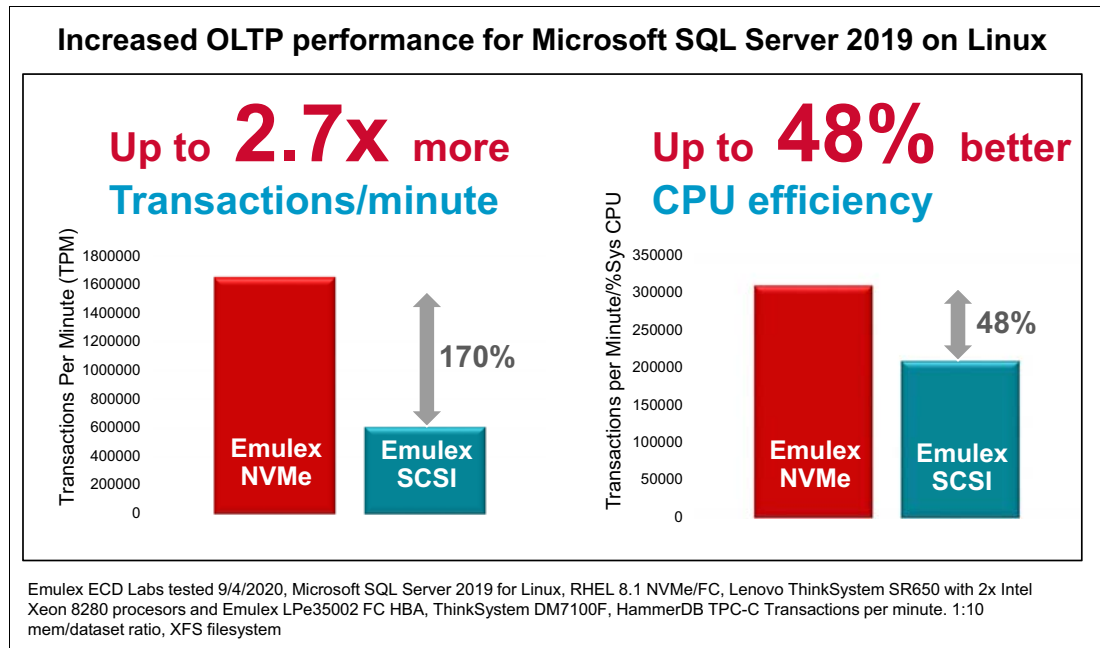 Increased OLTP performance for Microsoft SQL Server 2019 on Linux
Up to 2.7x more
Transactions/minute
Transactions Per Minute (TPM)
1800000
1600000
1400000
1200000
1000000
800000
600000
400000
200000
0
Emulex
NVMe
170%
Emulex
SCSI
Up to 48% better
CPU efficiency
Transactions per Minute/%Sys CPU
350000
300000
250000
200000
150000
100000
50000
0
Emulex
NVMe
48%
Emulex
SCSI
Emulex ECD Labs tested 9/4/2020, Microsoft SQL Server 2019 for Linux, RHEL 8.1 NVMe/FC, Lenovo ThinkSystem SR650 with 2x Intel
Xeon 8280 procesors and Emulex LPe35002 FC HBA, ThinkSystem DM7100F, HammerDB TPC-C Transactions per minute. 1:10
mem/dataset ratio, XFS filesystem